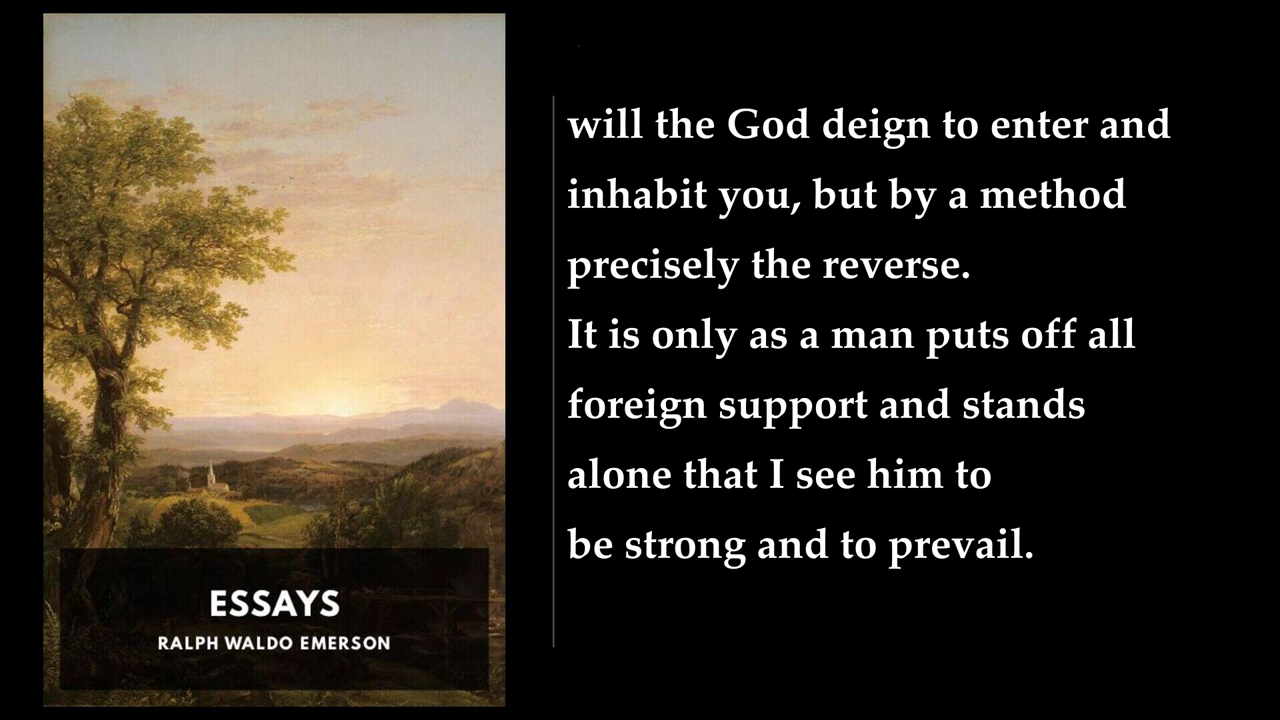 ESSAYS
RALPH WALDO EMERSON
will the God deign to enter and
inhabit you, but by a method
precisely the reverse.
It is only as a man puts off all
foreign support and stands
alone that I see him to
be strong and to prevail.